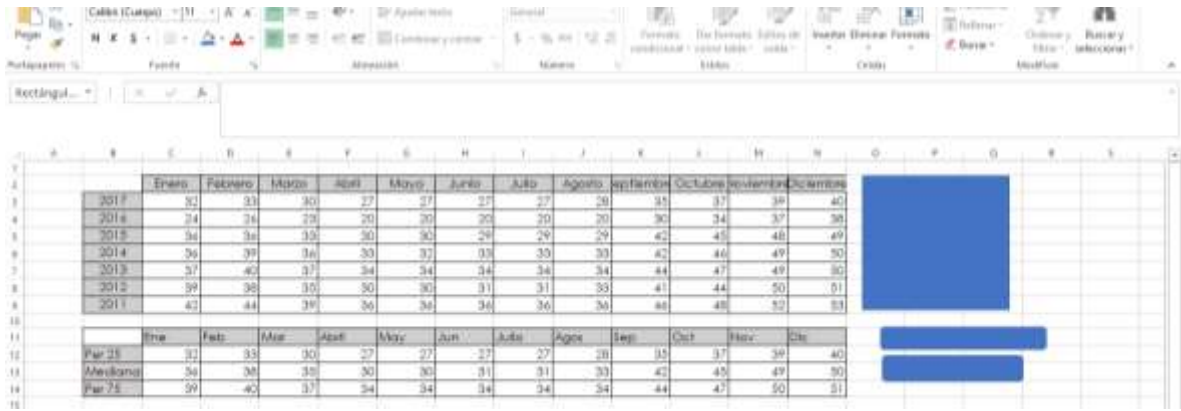 Calibri (Cuerpo) 11 A A Ajustar texto General Rellenar
Pegar N K S A Combinar y centrar $ % Formato condicional Dar formato como tabla Estilos de celda Insertar Eliminar Formato Borrar Ordenar y filtrar Buscar y seleccionar
Portapapeles Fuente Alineación Número Estilos Celdas Modificar
Rectángul... fx
A B C D E F G H I J K L M N O P Q R S
Enero Febrero Marzo Abril Mayo Junio Julio Agosto eptiembre Octubre oviembre Diciembre
2017 32 33 30 27 27 27 27 28 35 37 39 40
2016 24 26 23 20 20 20 20 20 30 34 37 38
2015 36 36 33 30 30 29 29 29 42 45 48 49
2014 36 39 36 33 32 33 33 33 42 46 49 50
2013 37 40 37 34 34 34 34 34 44 47 49 50
2012 39 38 35 30 30 31 31 33 41 44 50 51
2011 42 44 39 36 36 36 36 36 46 48 52 53
Ene Feb Mar Abril May Jun Julio Agos Sep Oct Nov Dic
Per 25 32 33 30 27 27 27 27 28 35 37 39 40
Mediana 36 38 35 30 30 31 31 33 42 45 49 50
Per 75 39 40 37 34 34 34 34 34 44 47 50 51